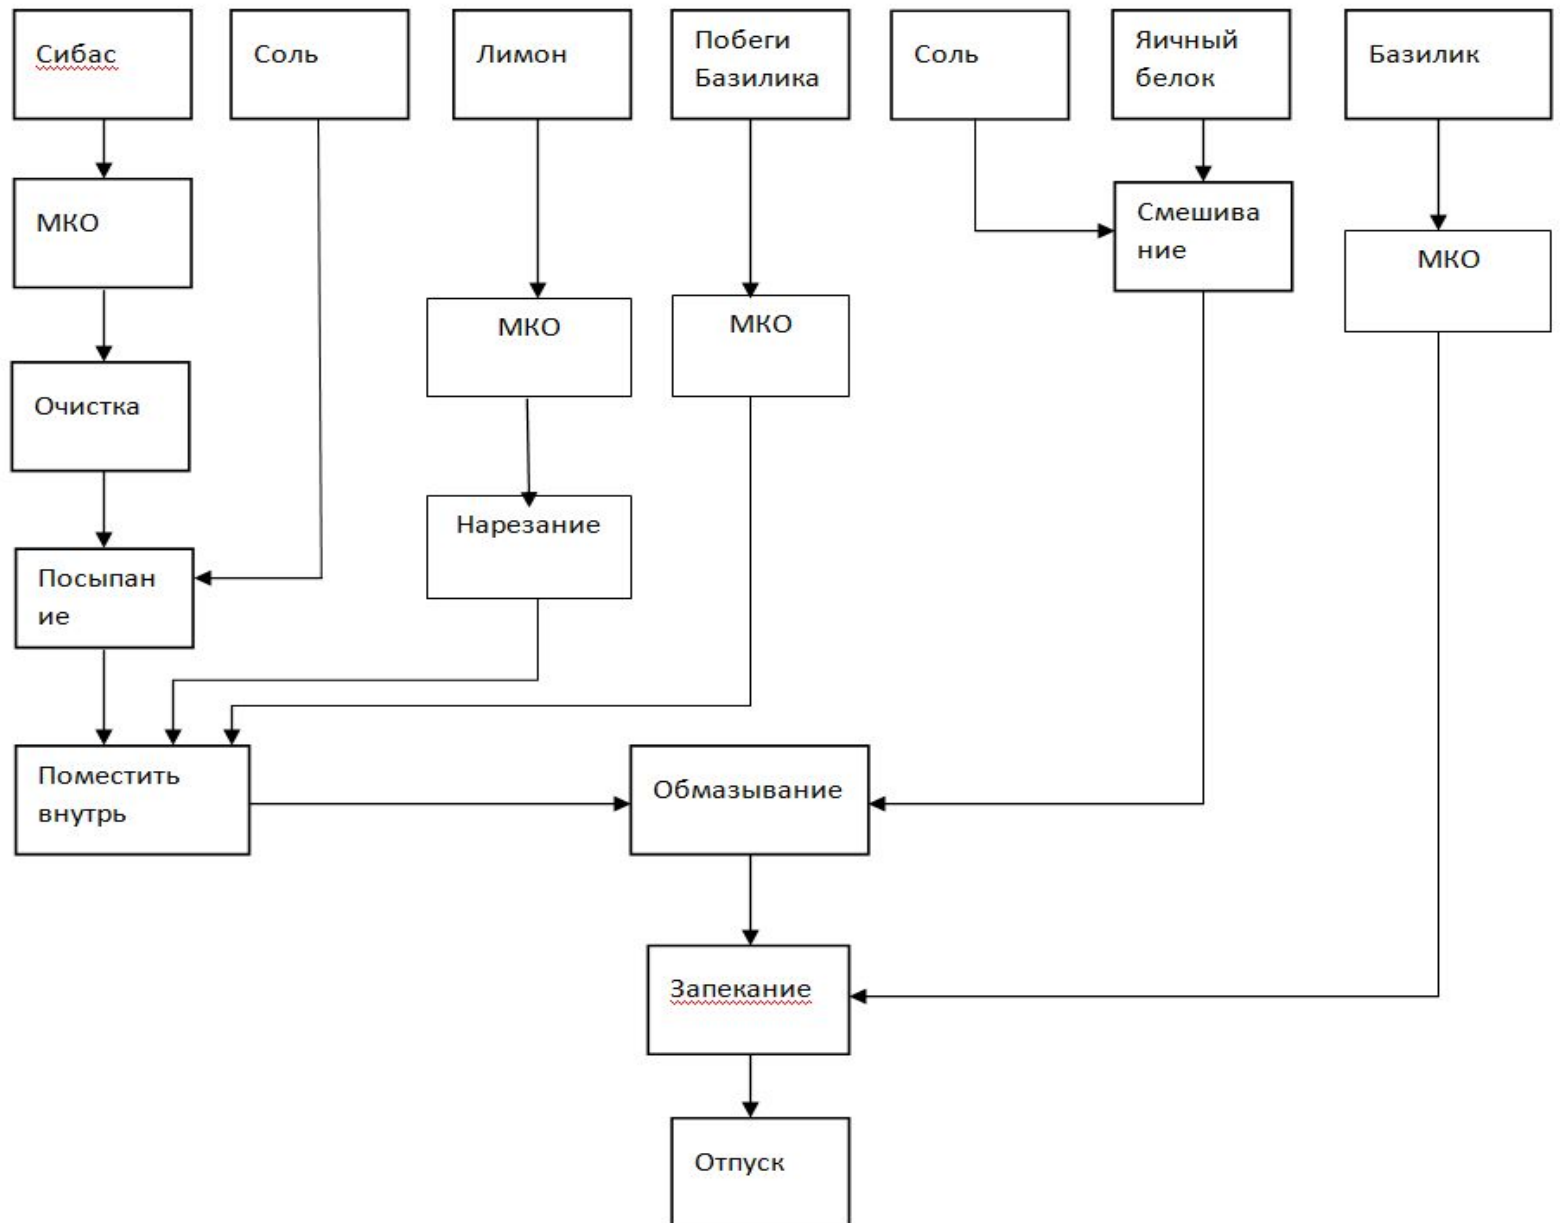 Сибас
Соль
Лимон
Побеги
Базилика
Соль
Яичный
белок
Базилик
МКО
Смешива
ние
МКО
МКО
МКО
Очистка
Нарезание
Посыпан
ие
Поместить
внутрь
Обмазывание
Запекание
Отпуск